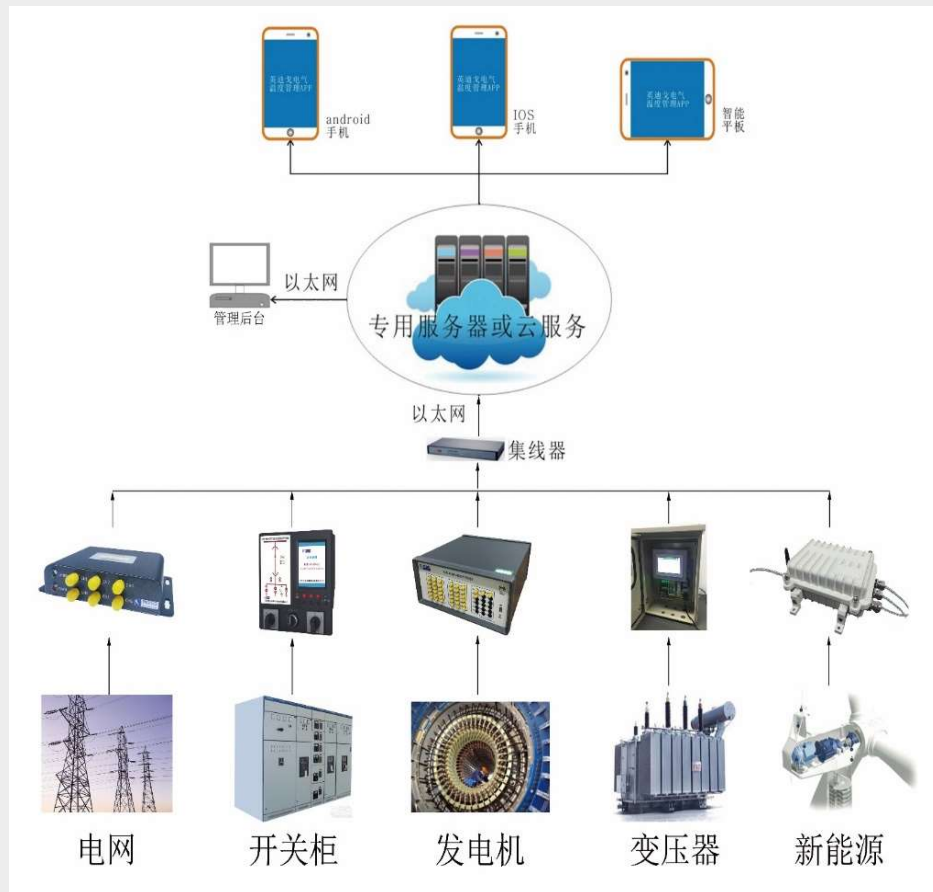 英迪戈电气
温度管理APP
android
手机
英迪戈电气
温度管理APP
IOS
手机
英迪戈电气
温度管理APP
智能
平板
以太网
管理后台
专用服务器或云服务
以太网
集线器
电网
开关柜
发电机
变压器
新能源